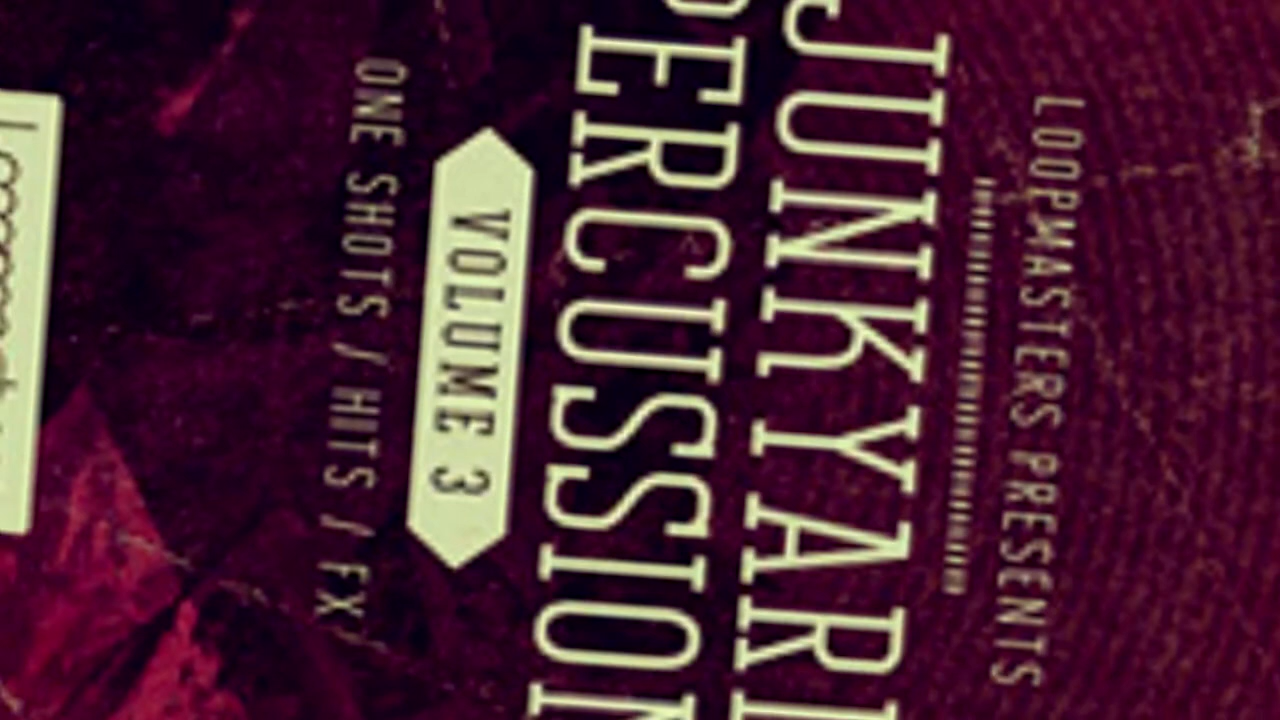 LOOPMASTERS PRESENTS
JUNKYARD
PERCUSSION
VOLUME 3
ONE SHOTS / HITS / FX